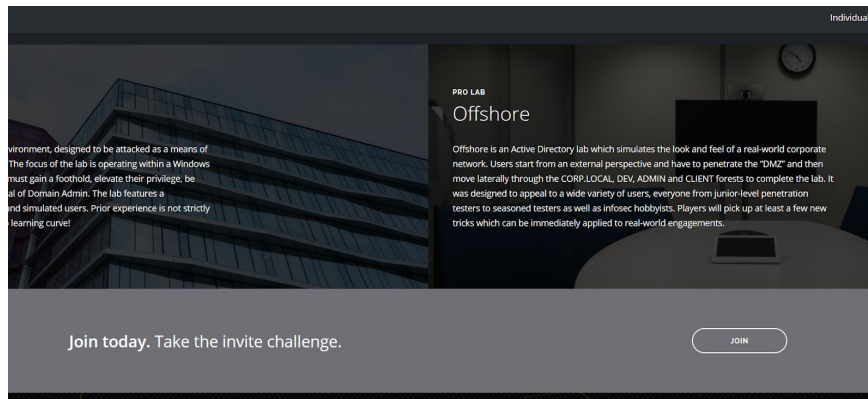 Individua
vironment, designed to be attacked as a means of
The focus of the lab is operating within a Windows
must gain a foothold, elevate their privilege, be
al of Domain Admin. The lab features a
and simulated users. Prior experience is not strictly
learning curve!
PRO LAB
Offshore
Offshore is an Active Directory lab which simulates the look and feel of a real-world corporate
network. Users start from an external perspective and have to penetrate the “DMZ” and then
move laterally through the CORP.LOCAL, DEV, ADMIN and CLIENT forests to complete the lab. It
was designed to appeal to a wide variety of users, everyone from junior-level penetration
testers to seasoned testers as well as infosec hobbyists. Players will pick up at least a few new
tricks which can be immediately applied to real-world engagements.
Join today. Take the invite challenge.
JOIN